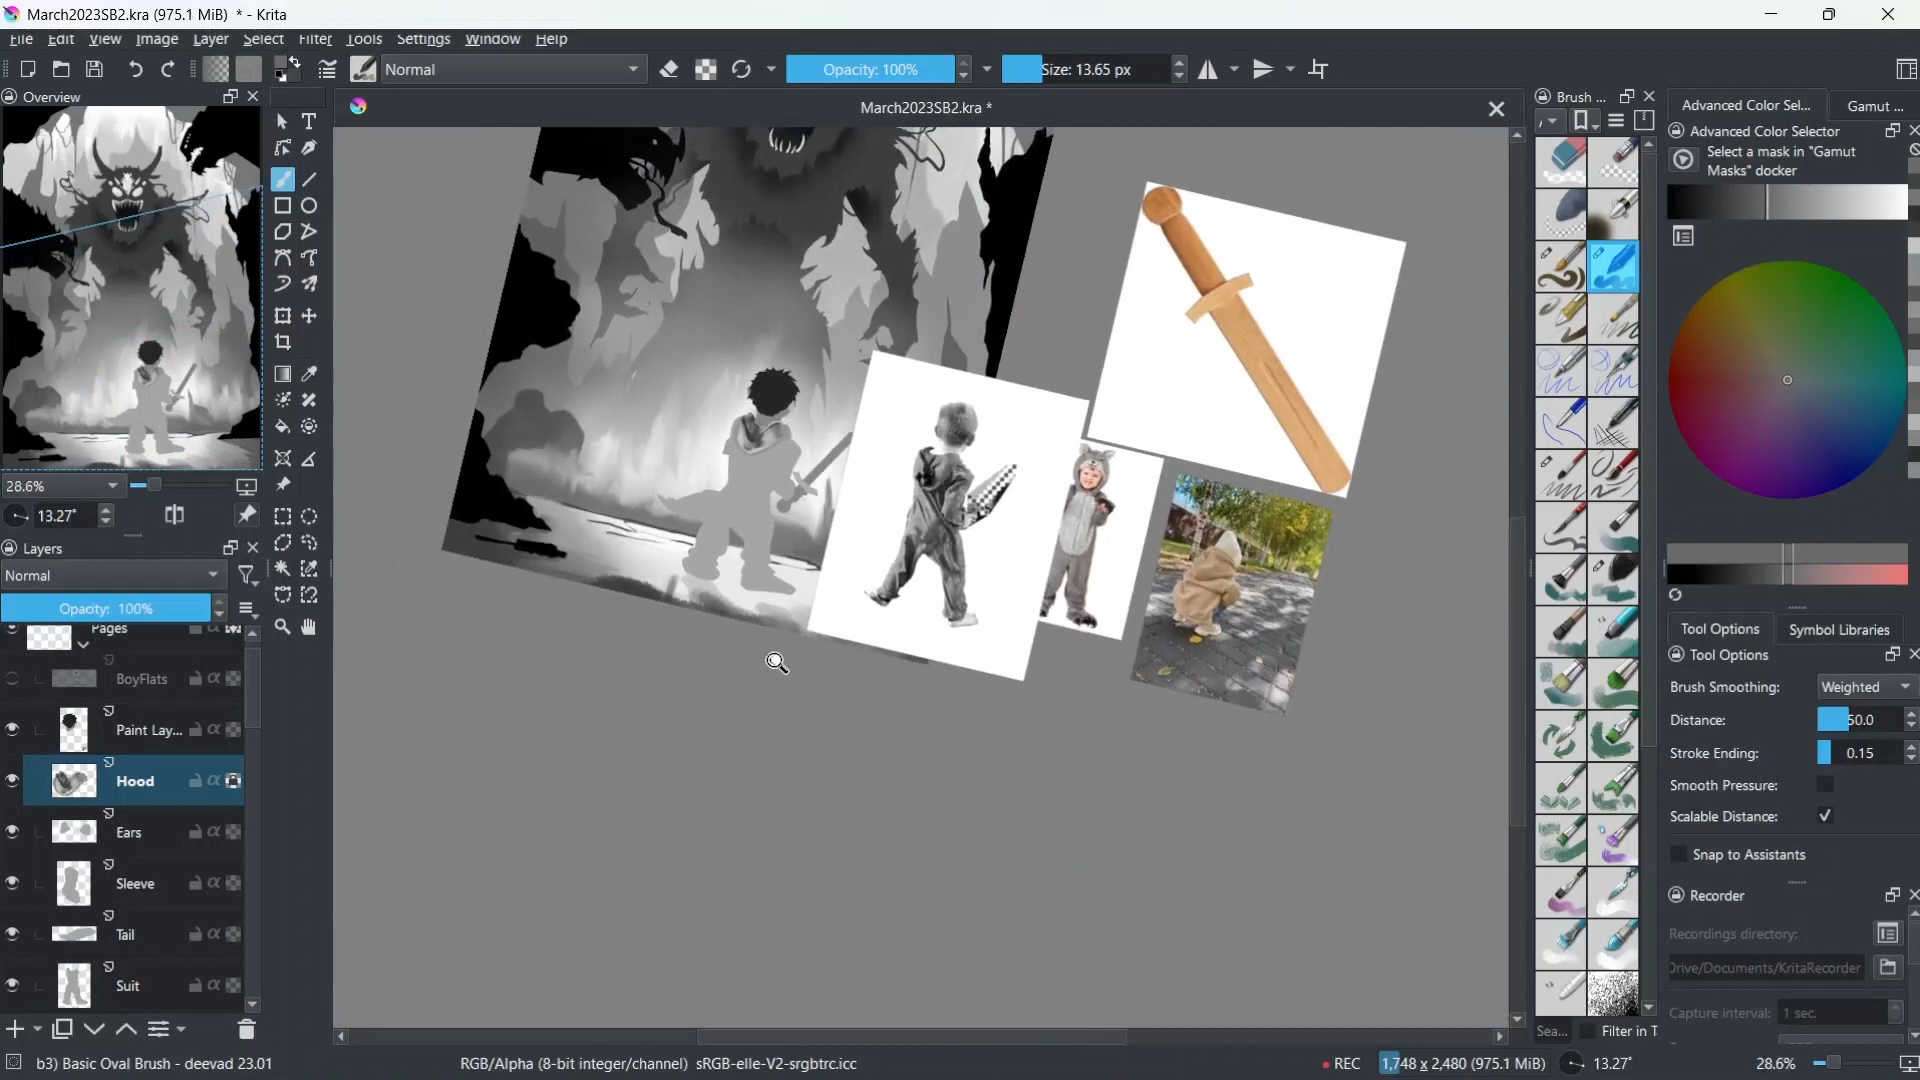 March2023SB2.kra (975.1 MiB) * - Krita
File Edit View Image Layer Select Filter Tools Settings Window Help
Normal
Opacity: 100%
Size: 13.65 px
Overview
March2023SB2.kra *
Brush ...
Advanced Color Sel...
Gamut ...
Advanced Color Selector
Select a mask in "Gamut
Masks" docker
28.6%
13.27°
Layers
Normal
Opacity: 100%
Pages
BoyFlats
Paint Lay...
Hood
Ears
Sleeve
Tail
Suit
Tool Options
Symbol Libraries
Tool Options
Brush Smoothing: Weighted
Distance: 50.0
Stroke Ending: 0.15
Smooth Pressure:
Scalable Distance:
Snap to Assistants
Recorder
Recordings directory:
Drive/Documents/KritaRecorder
Capture interval: 1 sec.
Sea...
Filter in T
b3) Basic Oval Brush - deevad 23.01
RGB/Alpha (8-bit integer/channel) sRGB-elle-V2-srgbtrc.icc
REC
1,748 x 2,480 (975.1 MiB)
13.27°
28.6%